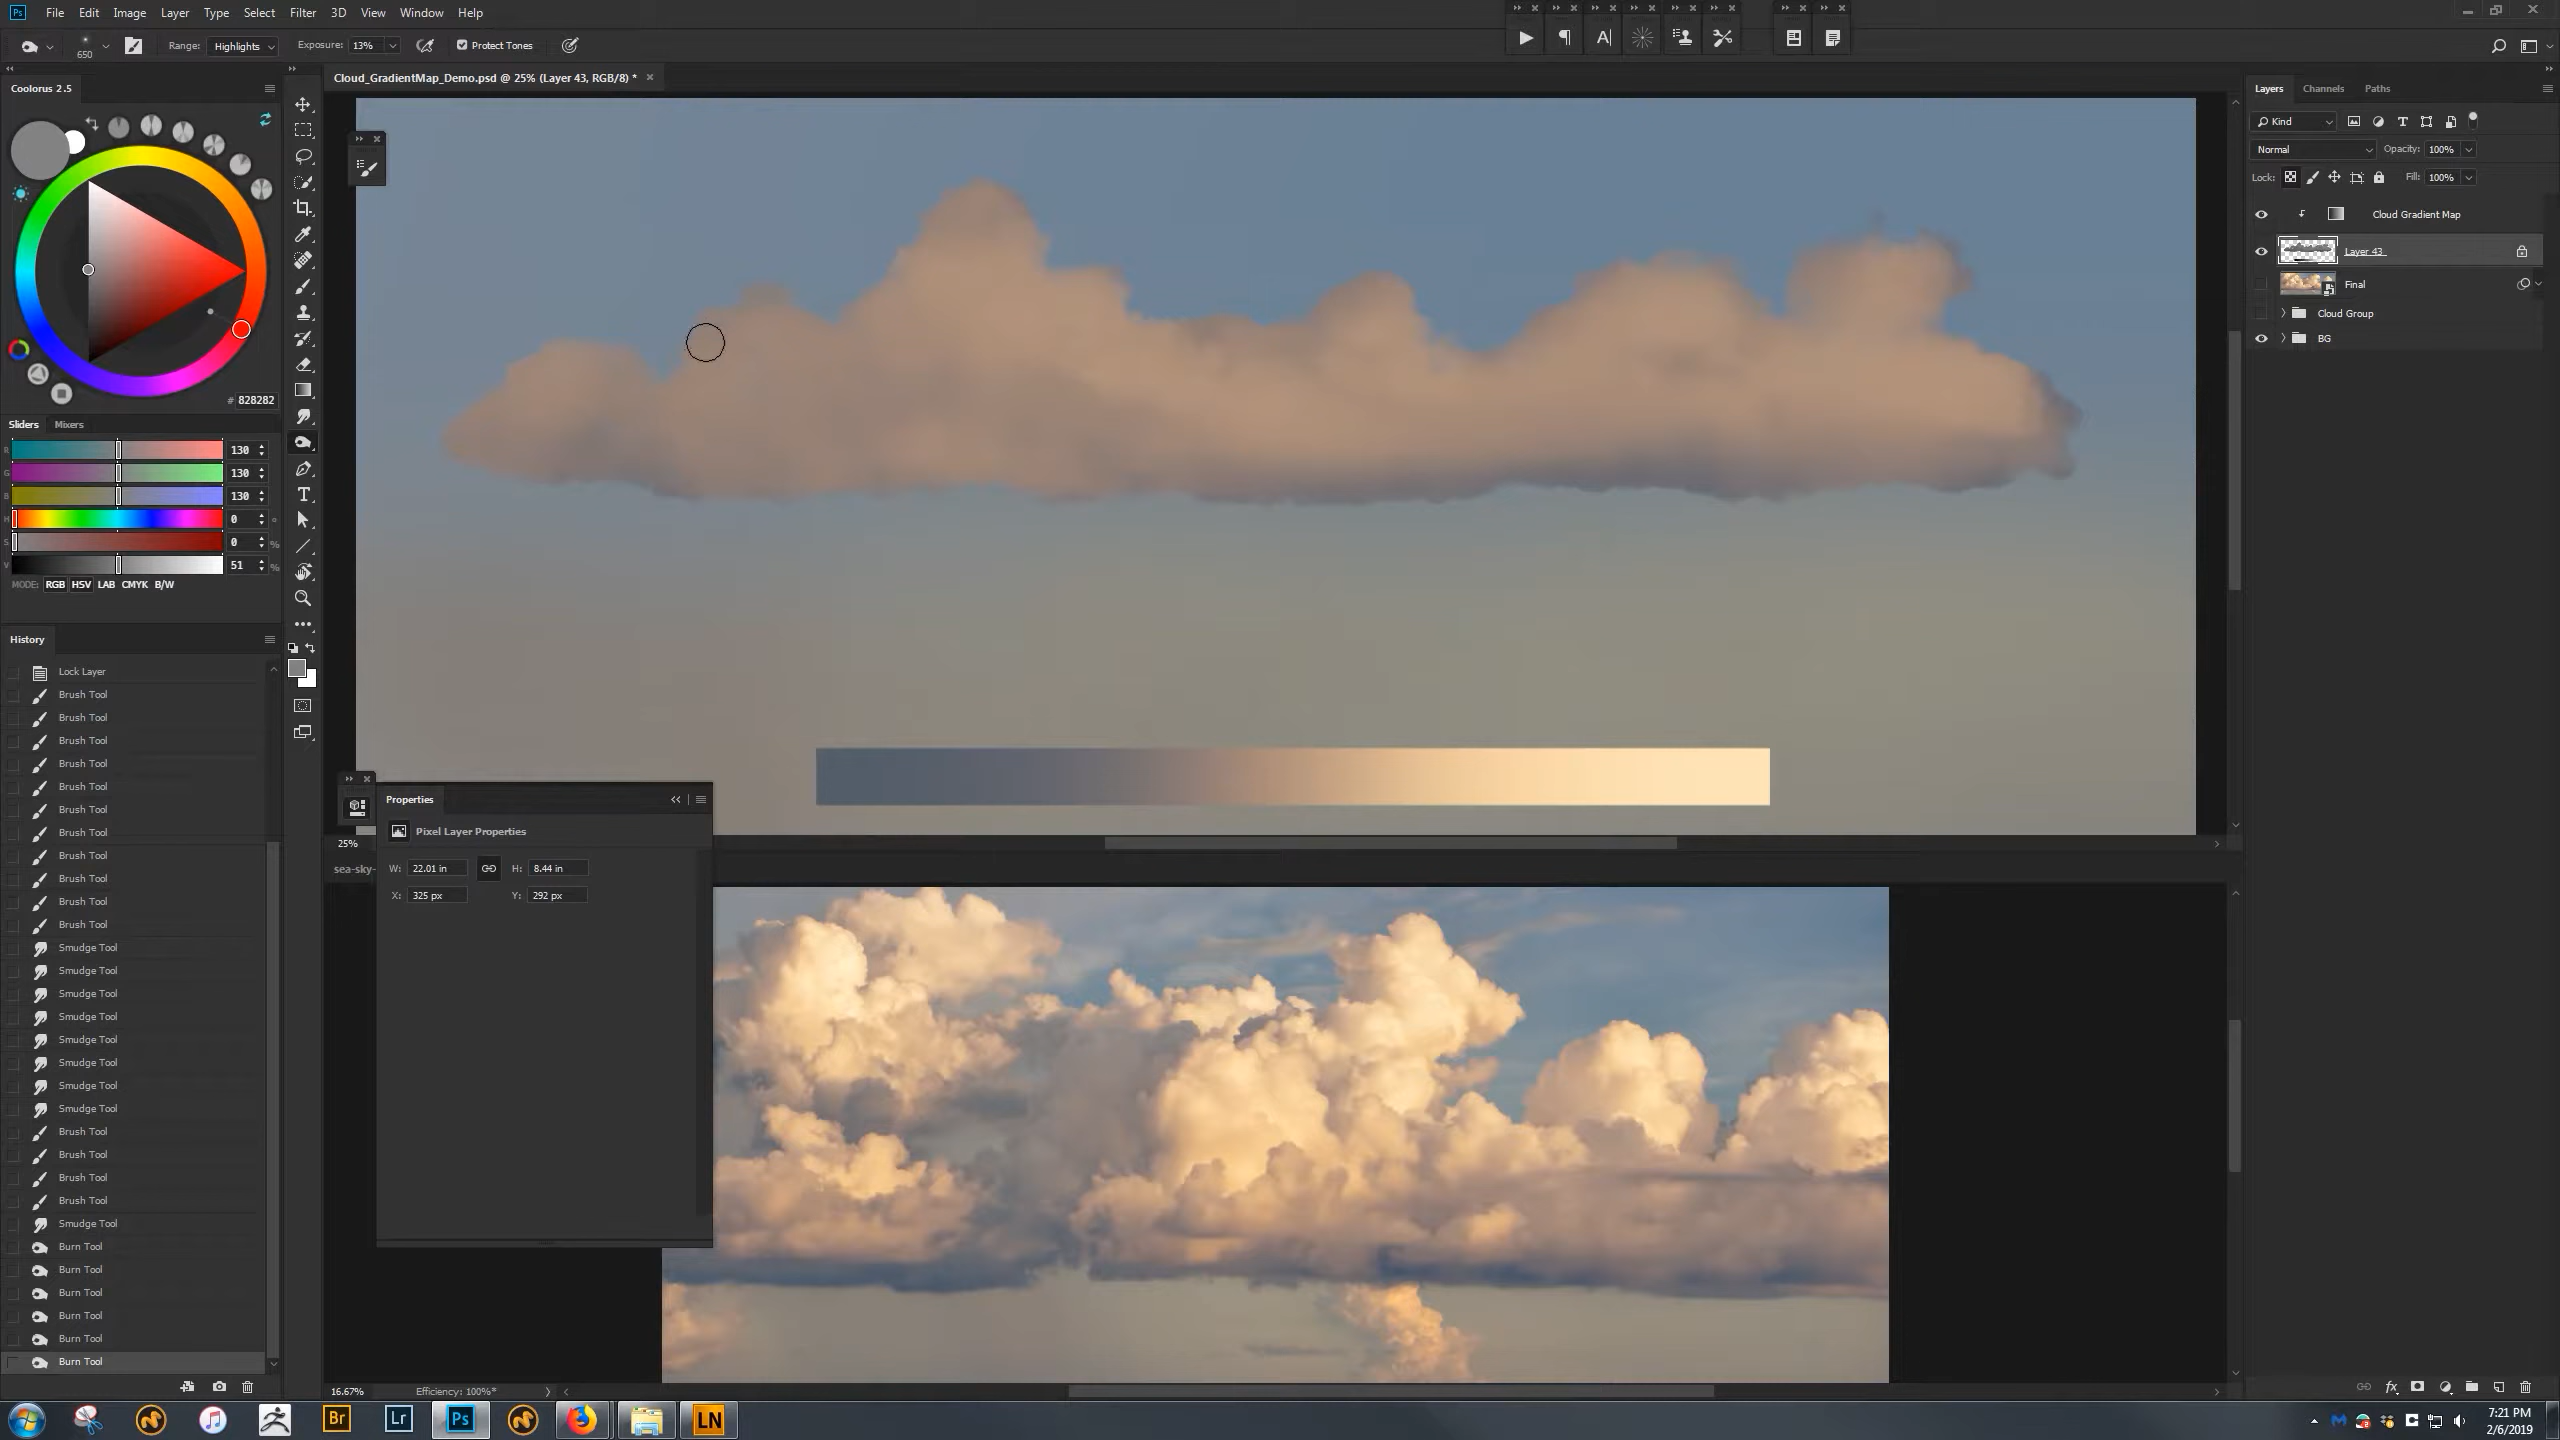 Ps File Edit Image Layer Type Select Filter 3D View Window Help
650 Range: Highlights Exposure: 13% Protect Tones
Coolorus 2.5
Cloud_GradientMap_Demo.psd @ 25% (Layer 43, RGB/8) *
Layers Channels Paths
Kind
Normal Opacity: 100%
Lock: Fill: 100%
Cloud Gradient Map
Layer 43
Final
Cloud Group
BG
# 828282
Sliders Mixers
R 130
G 130
B 130
H 0 °
S 0 %
V 51 %
MODE: RGB HSV LAB CMYK B/W
History
Lock Layer
Brush Tool
Brush Tool
Brush Tool
Brush Tool
Brush Tool
Brush Tool
Brush Tool
Brush Tool
Brush Tool
Brush Tool
Brush Tool
Smudge Tool
Smudge Tool
Smudge Tool
Smudge Tool
Smudge Tool
Smudge Tool
Smudge Tool
Smudge Tool
Brush Tool
Brush Tool
Brush Tool
Brush Tool
Smudge Tool
Burn Tool
Burn Tool
Burn Tool
Burn Tool
Burn Tool
Burn Tool
Properties
Pixel Layer Properties
W: 22.01 in H: 8.44 in
X: 325 px Y: 292 px
25%
sea-sky-
16.67% Efficiency: 100%*
Br Lr Ps LN
7:21 PM
2/6/2019